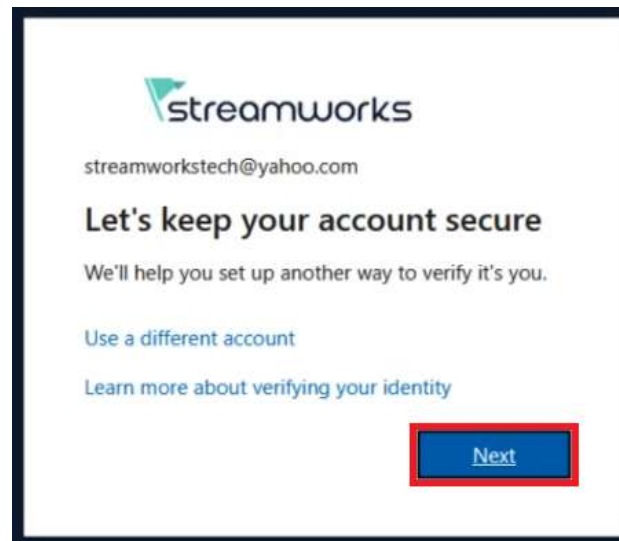 streamworks
streamworkstech@yahoo.com
Let's keep your account secure
We'll help you set up another way to verify it's you.
Use a different account
Learn more about verifying your identity
Next